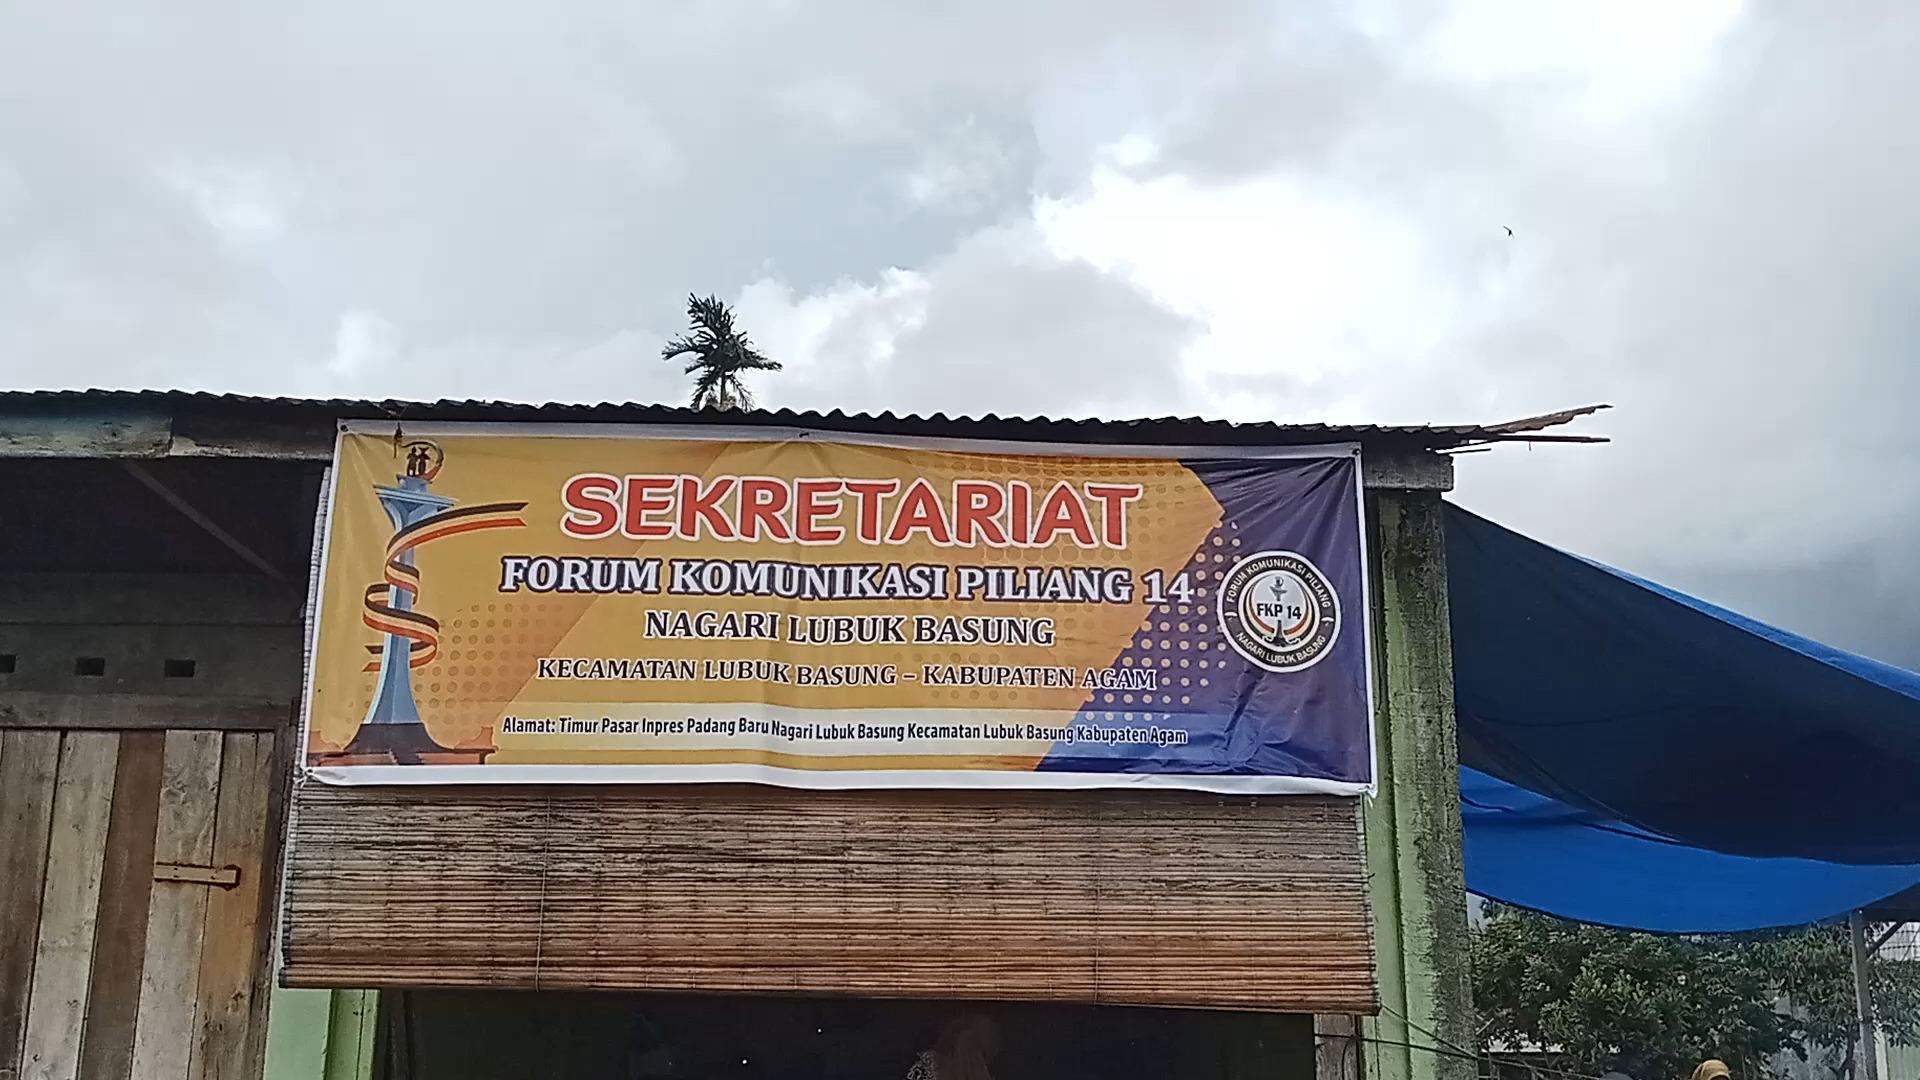 SEKRETARIAT
FORUM KOMUNIKASI PILIANG 14
NAGARI LUBUK BASUNG
KECAMATAN LUBUK BASUNG – KABUPATEN AGAM
Alamat: Timur Pasar Inpres Padang Baru Nagari Lubuk Basung Kecamatan Lubuk Basung Kabupaten Agam
FORUM KOMUNIKASI PILIANG
FKP 14
NAGARI LUBUK BASUNG